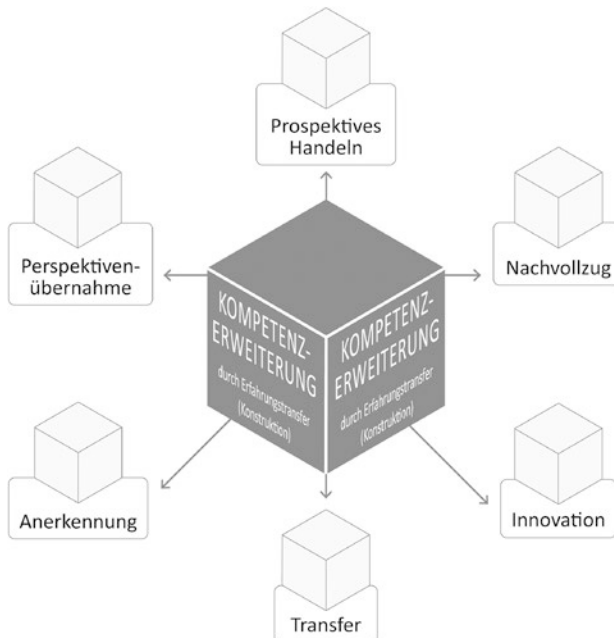 Prospektives
Handeln
Perspektiven-
übernahme
Nachvollzug
KOMPETENZ-
ERWEITERUNG
durch Erfahrungstransfer
(Konstruktion)
KOMPETENZ-
ERWEITERUNG
durch Erfahrungstransfer
(Konstruktion)
Anerkennung
Innovation
Transfer